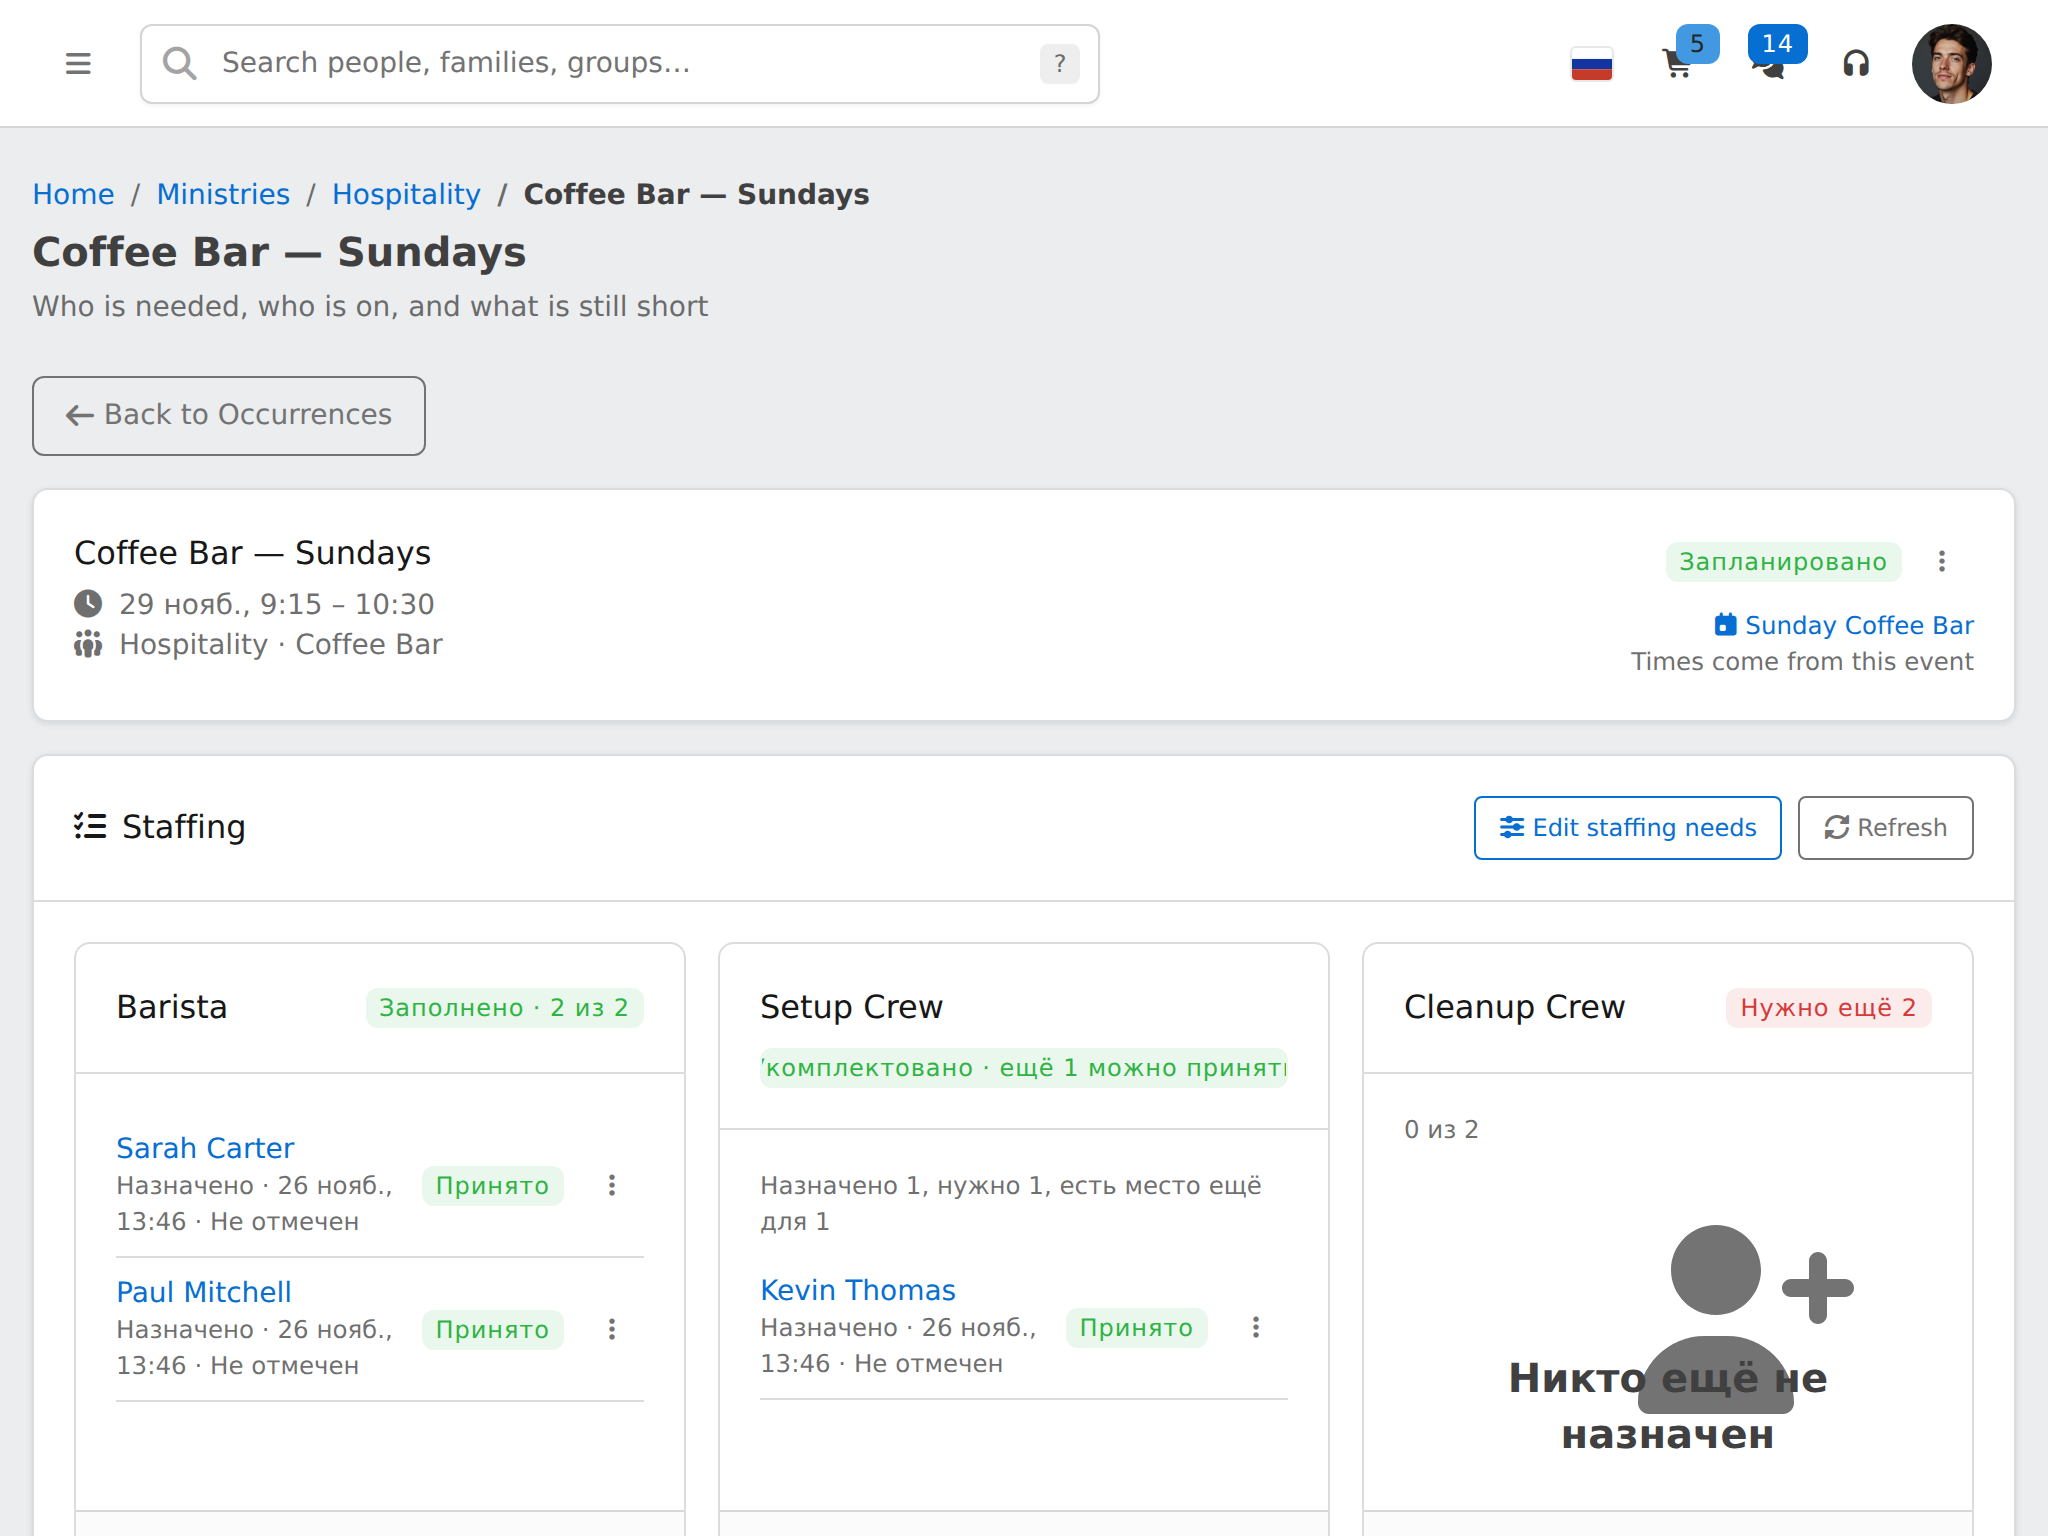 Search people, families, groups...
?
5
14
Home / Ministries / Hospitality / Coffee Bar — Sundays
Coffee Bar — Sundays
Who is needed, who is on, and what is still short
Back to Occurrences
Coffee Bar — Sundays
29 нояб., 9:15 – 10:30
Hospitality · Coffee Bar
Запланировано
Sunday Coffee Bar
Times come from this event
Staffing
Edit staffing needs
Refresh
Barista
Заполнено · 2 из 2
Sarah Carter
Назначено · 26 нояб.,
13:46 · Не отмечен
Принято
Paul Mitchell
Назначено · 26 нояб.,
13:46 · Не отмечен
Принято
Setup Crew
комплектовано · ещё 1 можно принять
Назначено 1, нужно 1, есть место ещё
для 1
Kevin Thomas
Назначено · 26 нояб.,
13:46 · Не отмечен
Принято
Cleanup Crew
Нужно ещё 2
0 из 2
Никто ещё не
назначен